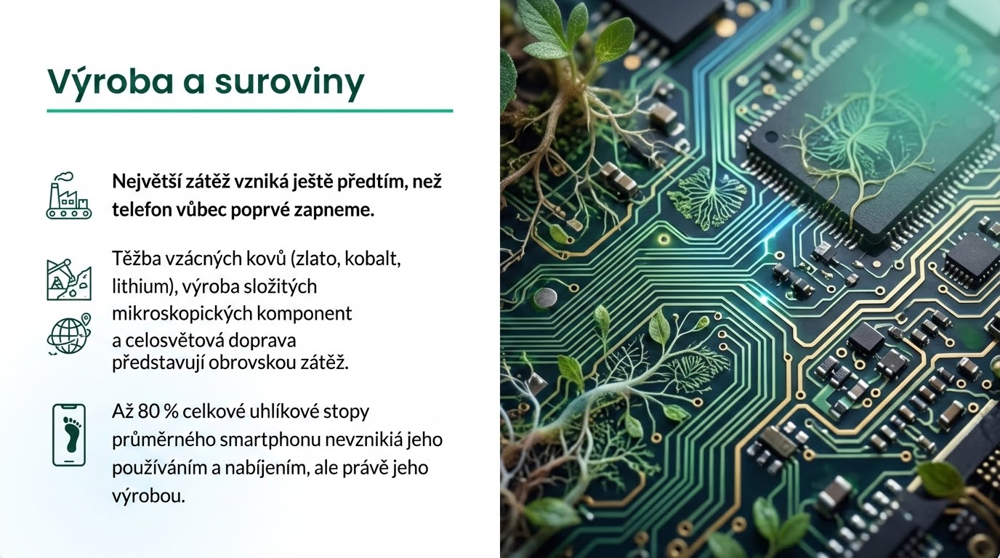 Výroba a suroviny
Největší zátěž vzniká ještě předtím, než
telefon vůbec poprvé zapneme.
Těžba vzácných kovů (zlato, kobalt,
lithium), výroba složitých
mikroskopických komponent
a celosvětová doprava
představují obrovskou zátěž.
Až 80 % celkové uhlíkové stopy
průměrného smartphonu nevznikiá jeho
používáním a nabíjením, ale právě jeho
výrobou.